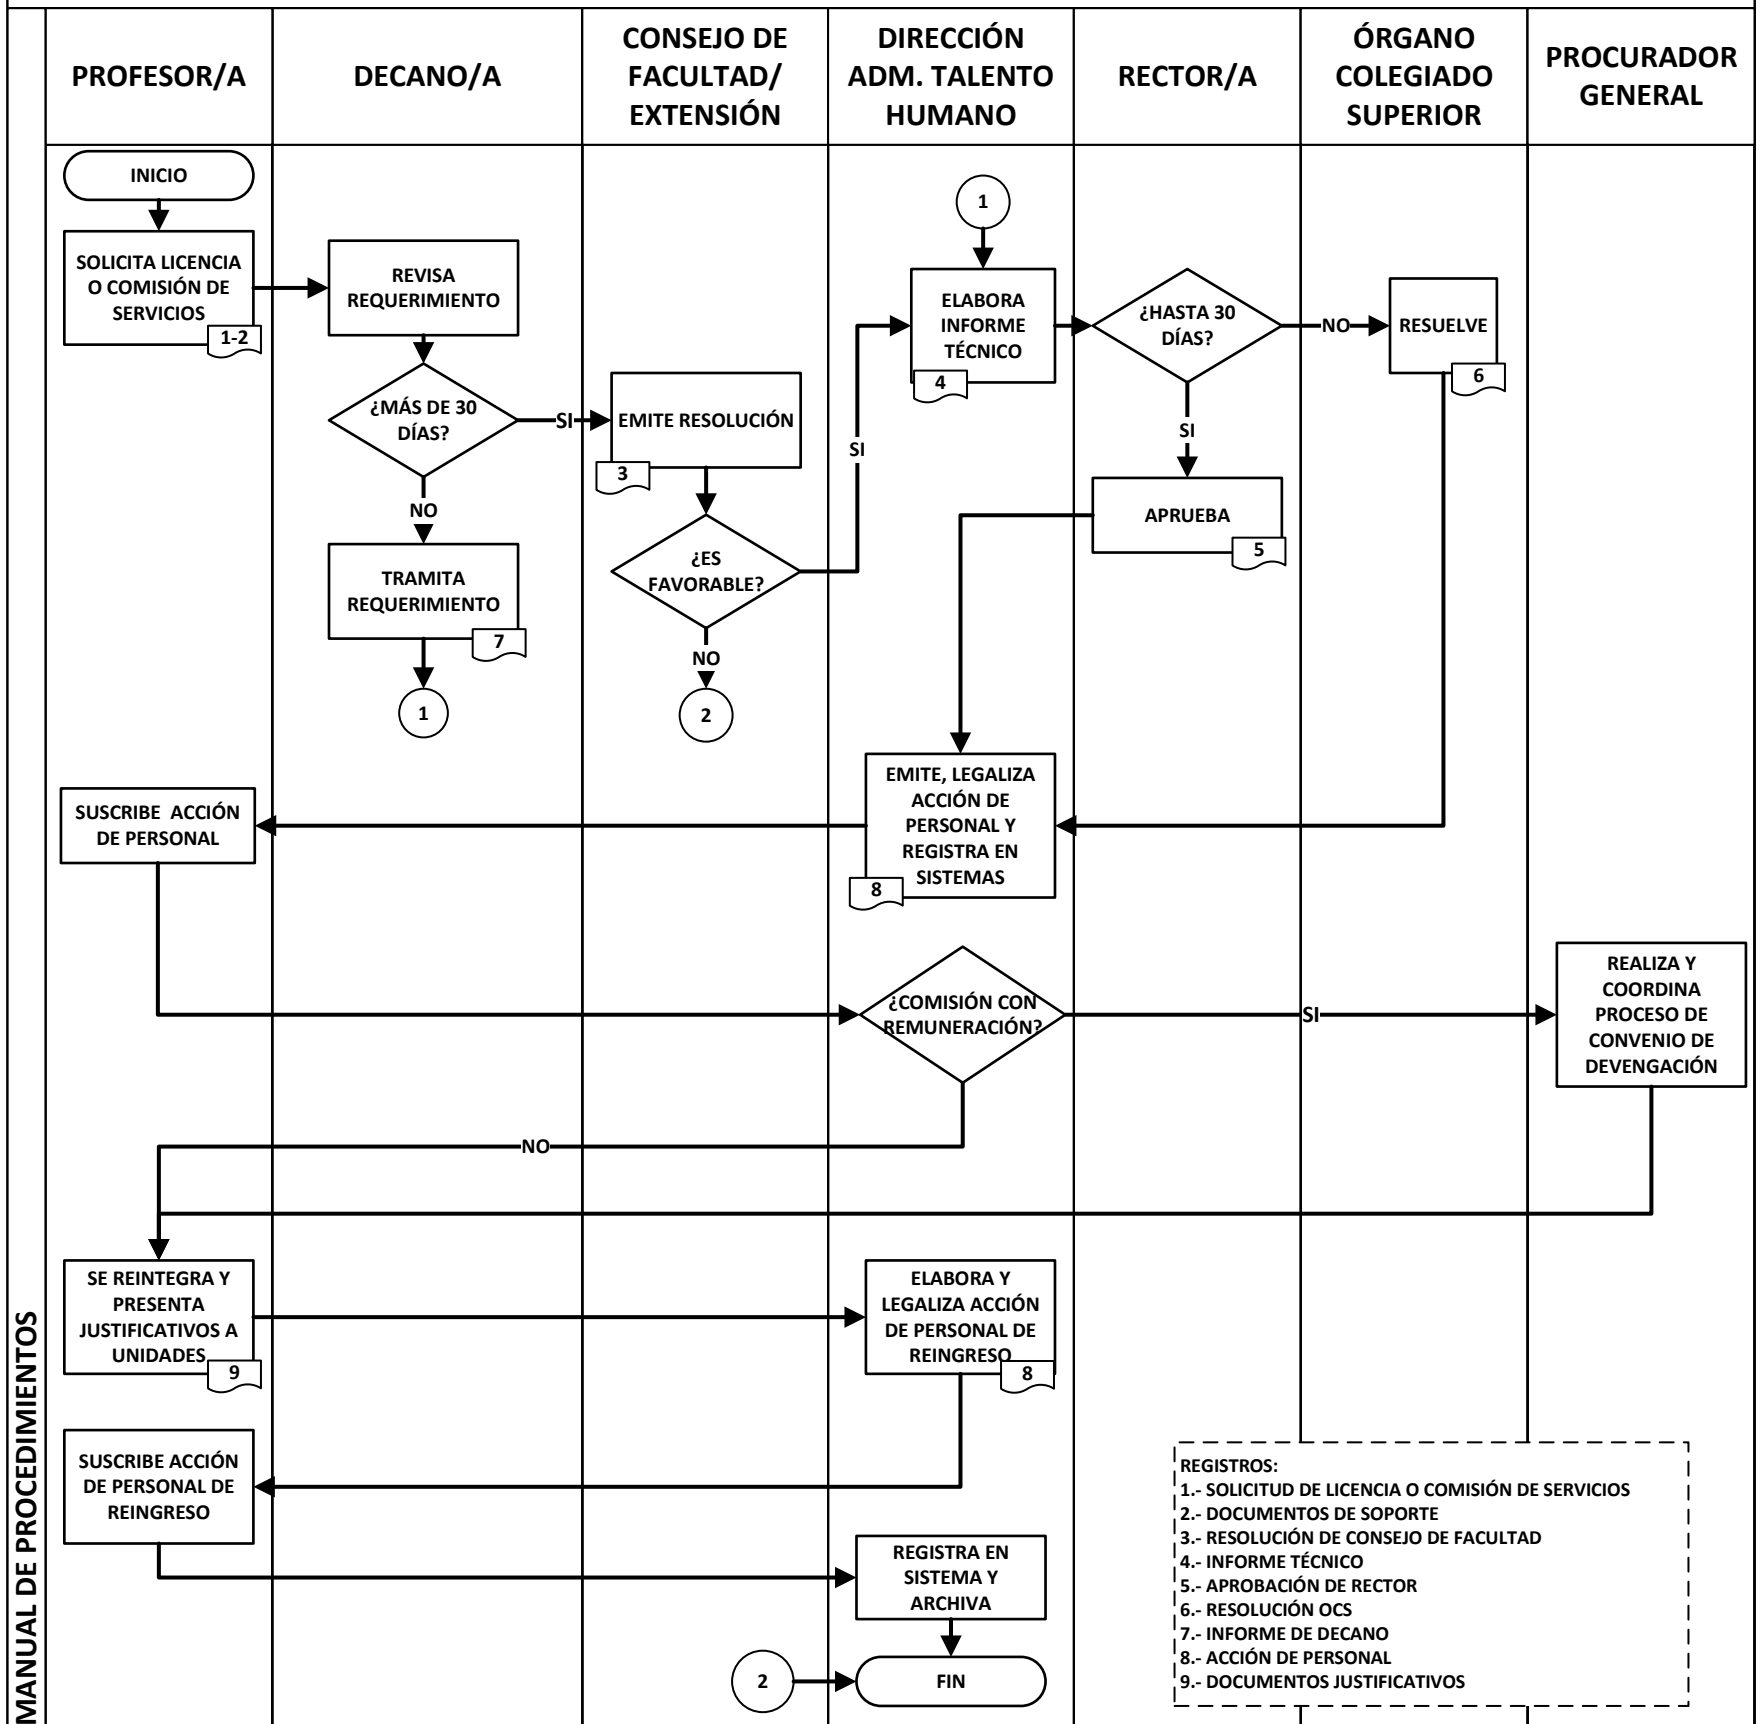 PROFESOR/A
DECANO/A
CONSEJO DE
FACULTAD/
EXTENSIÓN
DIRECCIÓN
ADM. TALENTO
HUMANO
RECTOR/A
ÓRGANO
COLEGIADO
SUPERIOR
PROCURADOR
GENERAL
INICIO
SOLICITA LICENCIA
O COMISIÓN DE
SERVICIOS
1-2
REVISA
REQUERIMIENTO
¿MÁS DE 30
DÍAS?
SI
NO
TRAMITA
REQUERIMIENTO
7
1
EMITE RESOLUCIÓN
3
¿ES
FAVORABLE?
SI
NO
2
1
ELABORA
INFORME
TÉCNICO
4
¿HASTA 30
DÍAS?
NO
SI
RESUELVE
6
APRUEBA
5
EMITE, LEGALIZA
ACCIÓN DE
PERSONAL Y
REGISTRA EN
SISTEMAS
8
SUSCRIBE ACCIÓN
DE PERSONAL
¿COMISIÓN CON
REMUNERACIÓN?
SI
NO
REALIZA Y
COORDINA
PROCESO DE
CONVENIO DE
DEVENGACIÓN
SE REINTEGRA Y
PRESENTA
JUSTIFICATIVOS A
UNIDADES
9
ELABORA Y
LEGALIZA ACCIÓN
DE PERSONAL DE
REINGRESO
8
SUSCRIBE ACCIÓN
DE PERSONAL DE
REINGRESO
REGISTRA EN
SISTEMA Y
ARCHIVA
2
FIN
REGISTROS:
1.- SOLICITUD DE LICENCIA O COMISIÓN DE SERVICIOS
2.- DOCUMENTOS DE SOPORTE
3.- RESOLUCIÓN DE CONSEJO DE FACULTAD
4.- INFORME TÉCNICO
5.- APROBACIÓN DE RECTOR
6.- RESOLUCIÓN OCS
7.- INFORME DE DECANO
8.- ACCIÓN DE PERSONAL
9.- DOCUMENTOS JUSTIFICATIVOS
MANUAL DE PROCEDIMIENTOS